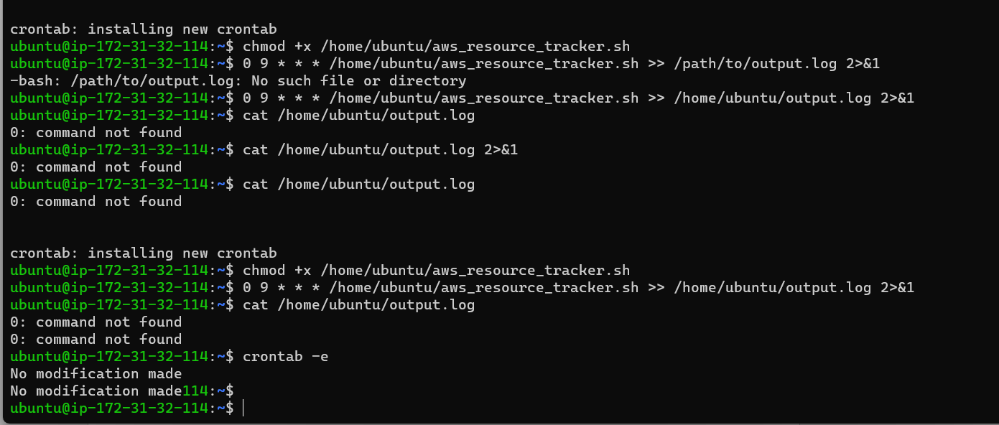 crontab: installing new crontab
ubuntu@ip-172-31-32-114:~$ chmod +x /home/ubuntu/aws_resource_tracker.sh
ubuntu@ip-172-31-32-114:~$ 0 9 * * * /home/ubuntu/aws_resource_tracker.sh >> /path/to/output.log 2>&1
-bash: /path/to/output.log: No such file or directory
ubuntu@ip-172-31-32-114:~$ 0 9 * * * /home/ubuntu/aws_resource_tracker.sh >> /home/ubuntu/output.log 2>&1
ubuntu@ip-172-31-32-114:~$ cat /home/ubuntu/output.log
0: command not found
ubuntu@ip-172-31-32-114:~$ cat /home/ubuntu/output.log 2>&1
0: command not found
ubuntu@ip-172-31-32-114:~$ cat /home/ubuntu/output.log
0: command not found
crontab: installing new crontab
ubuntu@ip-172-31-32-114:~$ chmod +x /home/ubuntu/aws_resource_tracker.sh
ubuntu@ip-172-31-32-114:~$ 0 9 * * * /home/ubuntu/aws_resource_tracker.sh >> /home/ubuntu/output.log 2>&1
ubuntu@ip-172-31-32-114:~$ cat /home/ubuntu/output.log
0: command not found
0: command not found
ubuntu@ip-172-31-32-114:~$ crontab -e
No modification made
No modification made114:~$
ubuntu@ip-172-31-32-114:~$